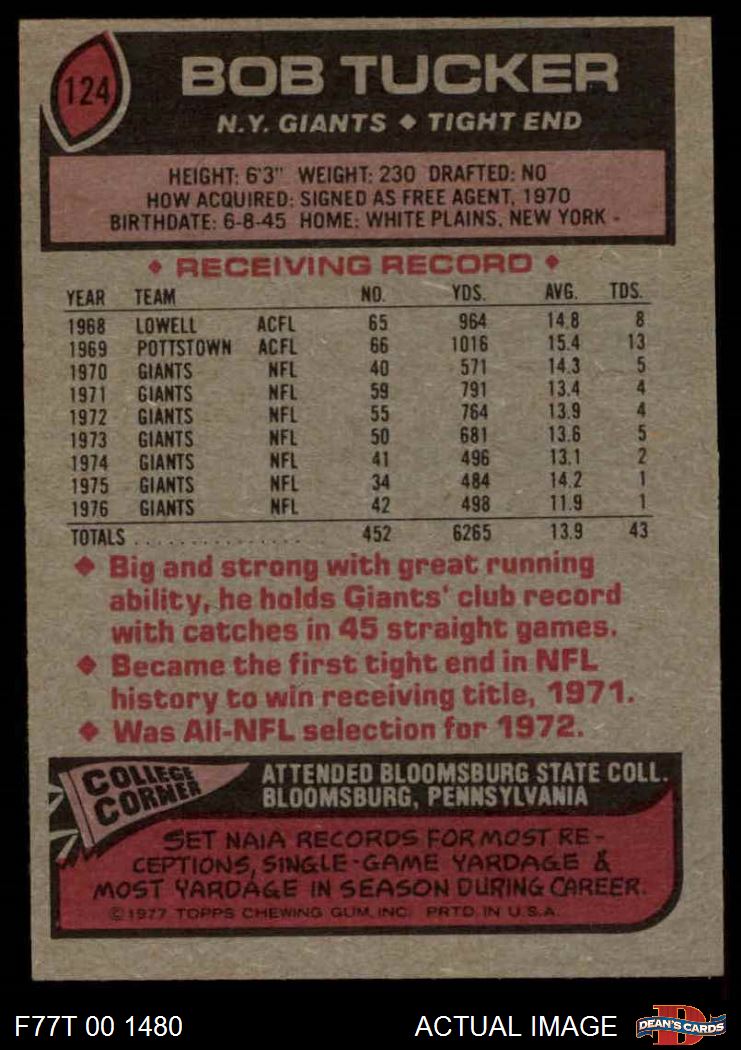 124
BOB TUCKER
N.Y. GIANTS ◆ TIGHT END
HEIGHT: 6'3" WEIGHT: 230 DRAFTED: NO
HOW ACQUIRED: SIGNED AS FREE AGENT, 1970
BIRTHDATE: 6-8-45 HOME: WHITE PLAINS, NEW YORK
◆ RECEIVING RECORD ◆
YEAR TEAM NO. YDS. AVG. TDS.
1968 LOWELL ACFL 65 964 14.8 8
1969 POTTSTOWN ACFL 66 1016 15.4 13
1970 GIANTS NFL 40 571 14.3 5
1971 GIANTS NFL 59 791 13.4 4
1972 GIANTS NFL 55 764 13.9 4
1973 GIANTS NFL 50 681 13.6 5
1974 GIANTS NFL 41 496 13.1 2
1975 GIANTS NFL 34 484 14.2 1
1976 GIANTS NFL 42 498 11.9 1
TOTALS . . . . . . . . . . . . . . . 452 6265 13.9 43
◆ Big and strong with great running
ability, he holds Giants' club record
with catches in 45 straight games.
◆ Became the first tight end in NFL
history to win receiving title, 1971.
◆ Was All-NFL selection for 1972.
COLLEGE
CORNER
ATTENDED BLOOMSBURG STATE COLL.
BLOOMSBURG, PENNSYLVANIA
SET NAIA RECORDS FOR MOST RE-
CEPTIONS, SINGLE-GAME YARDAGE &
MOST YARDAGE IN SEASON DURING CAREER.
©1977 TOPPS CHEWING GUM, INC. PRTD. IN U.S.A.
F77T 00 1480 ACTUAL IMAGE
D
DEAN'S CARDS